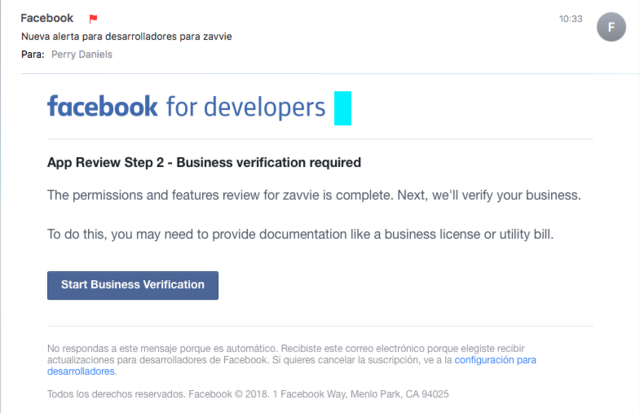 Facebook 10:33
Nueva alerta para desarrolladores para zavvie
Para: Perry Daniels
F
facebook for developers
App Review Step 2 - Business verification required
The permissions and features review for zavvie is complete. Next, we'll verify your business.
To do this, you may need to provide documentation like a business license or utility bill.
Start Business Verification
No respondas a este mensaje porque es automático. Recibiste este correo electrónico porque elegiste recibir
actualizaciones para desarrolladores de Facebook. Si quieres cancelar la suscripción, ve a la configuración para
desarrolladores.
Todos los derechos reservados. Facebook © 2018. 1 Facebook Way, Menlo Park, CA 94025